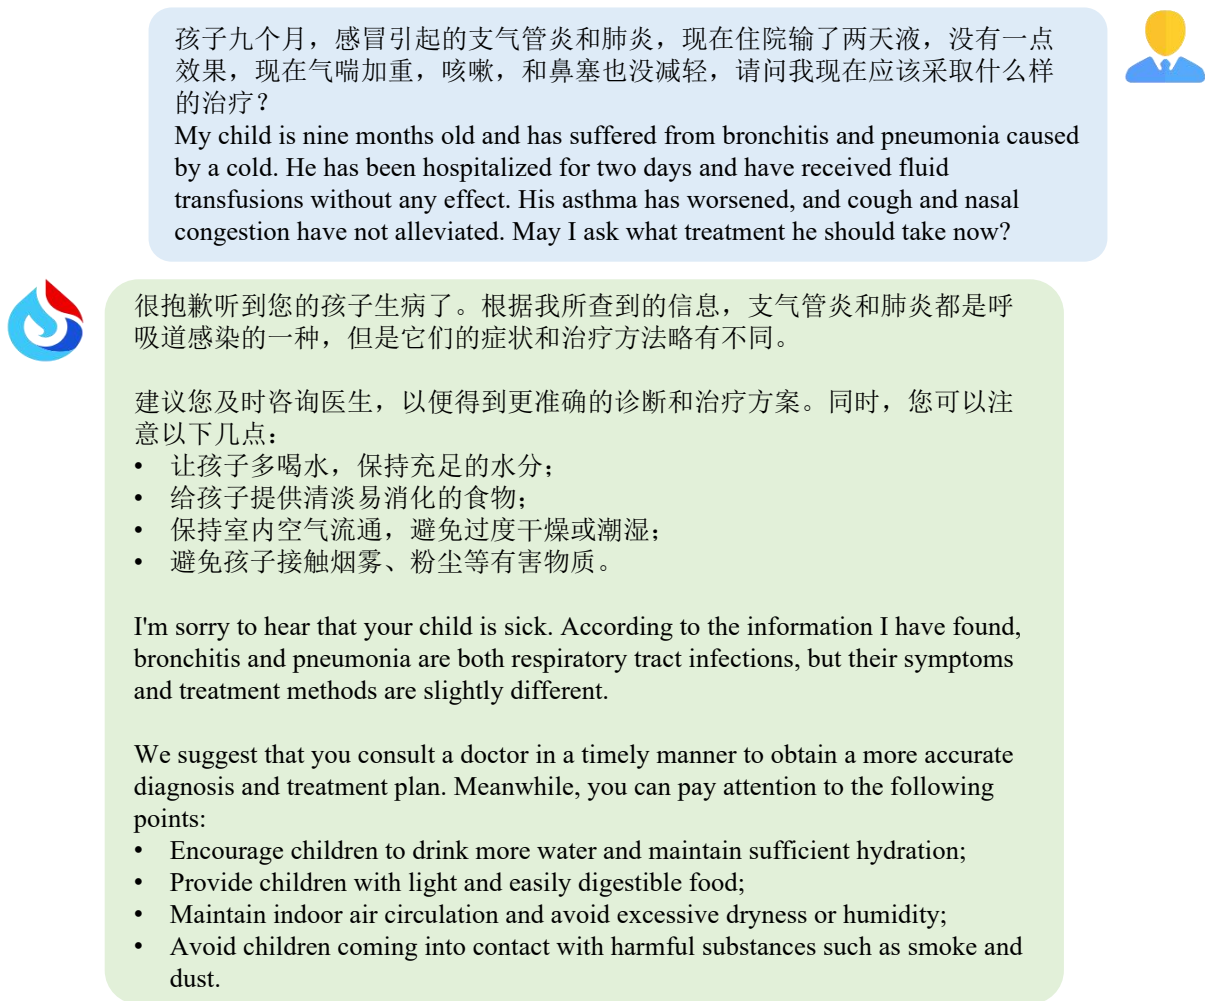 孩子九个月，感冒引起的支气管炎和肺炎，现在住院输了两天液，没有一点
效果，现在气喘加重，咳嗽，和鼻塞也没减轻，请问我现在应该采取什么样
的治疗？
My child is nine months old and has suffered from bronchitis and pneumonia caused
by a cold. He has been hospitalized for two days and have received fluid
transfusions without any effect. His asthma has worsened, and cough and nasal
congestion have not alleviated. May I ask what treatment he should take now?
很抱歉听到您的孩子生病了。根据我所查到的信息，支气管炎和肺炎都是呼
吸道感染的一种，但是它们的症状和治疗方法略有不同。
建议您及时咨询医生，以便得到更准确的诊断和治疗方案。同时，您可以注
意以下几点：
• 让孩子多喝水，保持充足的水分；
• 给孩子提供清淡易消化的食物；
• 保持室内空气流通，避免过度干燥或潮湿；
• 避免孩子接触烟雾、粉尘等有害物质。
I'm sorry to hear that your child is sick. According to the information I have found,
bronchitis and pneumonia are both respiratory tract infections, but their symptoms
and treatment methods are slightly different.
We suggest that you consult a doctor in a timely manner to obtain a more accurate
diagnosis and treatment plan. Meanwhile, you can pay attention to the following
points:
• Encourage children to drink more water and maintain sufficient hydration;
• Provide children with light and easily digestible food;
• Maintain indoor air circulation and avoid excessive dryness or humidity;
• Avoid children coming into contact with harmful substances such as smoke and
dust.